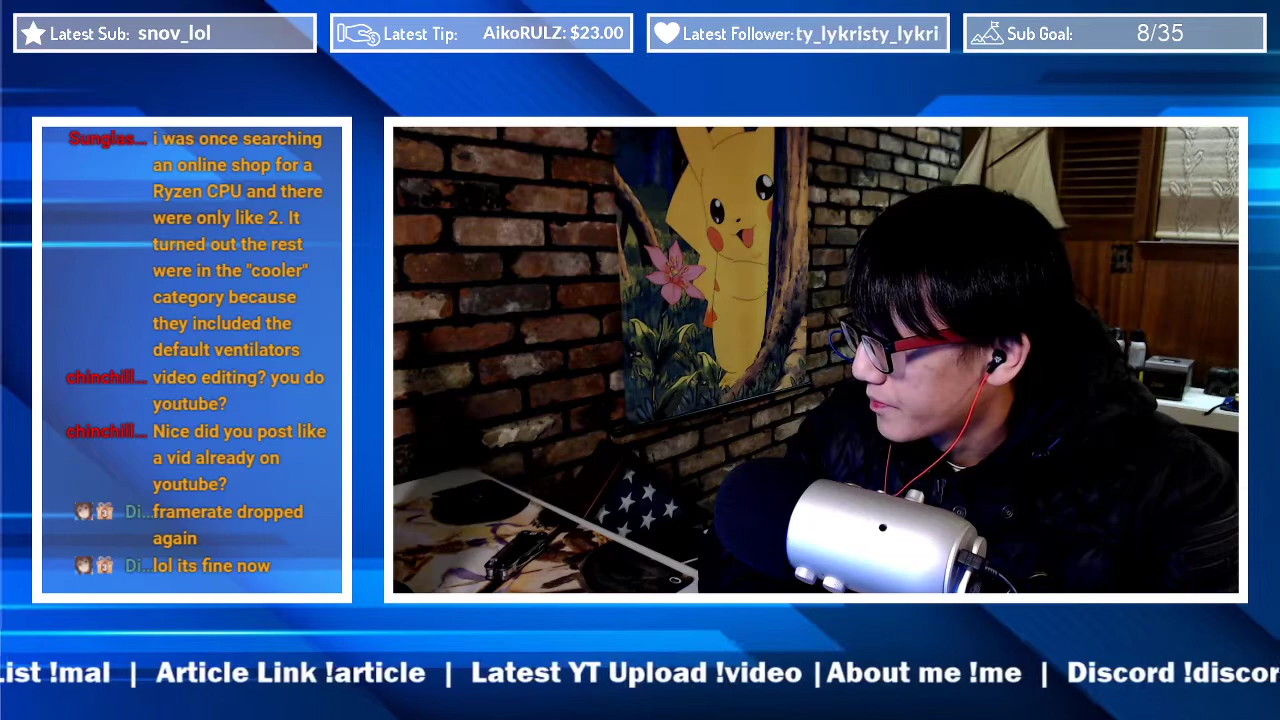 Latest Sub: snov_lol
Latest Tip: AikoRULZ: $23.00
Latest Follower: ty_lykristy_lykri
Sub Goal: 8/35
Sunglas... i was once searching
an online shop for a
Ryzen CPU and there
were only like 2. It
turned out the rest
were in the "cooler"
category because
they included the
default ventilators
chinchill... video editing? you do
youtube?
chinchill... Nice did you post like
a vid already on
youtube?
Di... framerate dropped
again
Di... lol its fine now
List !mal | Article Link !article | Latest YT Upload !video | About me !me | Discord !discor